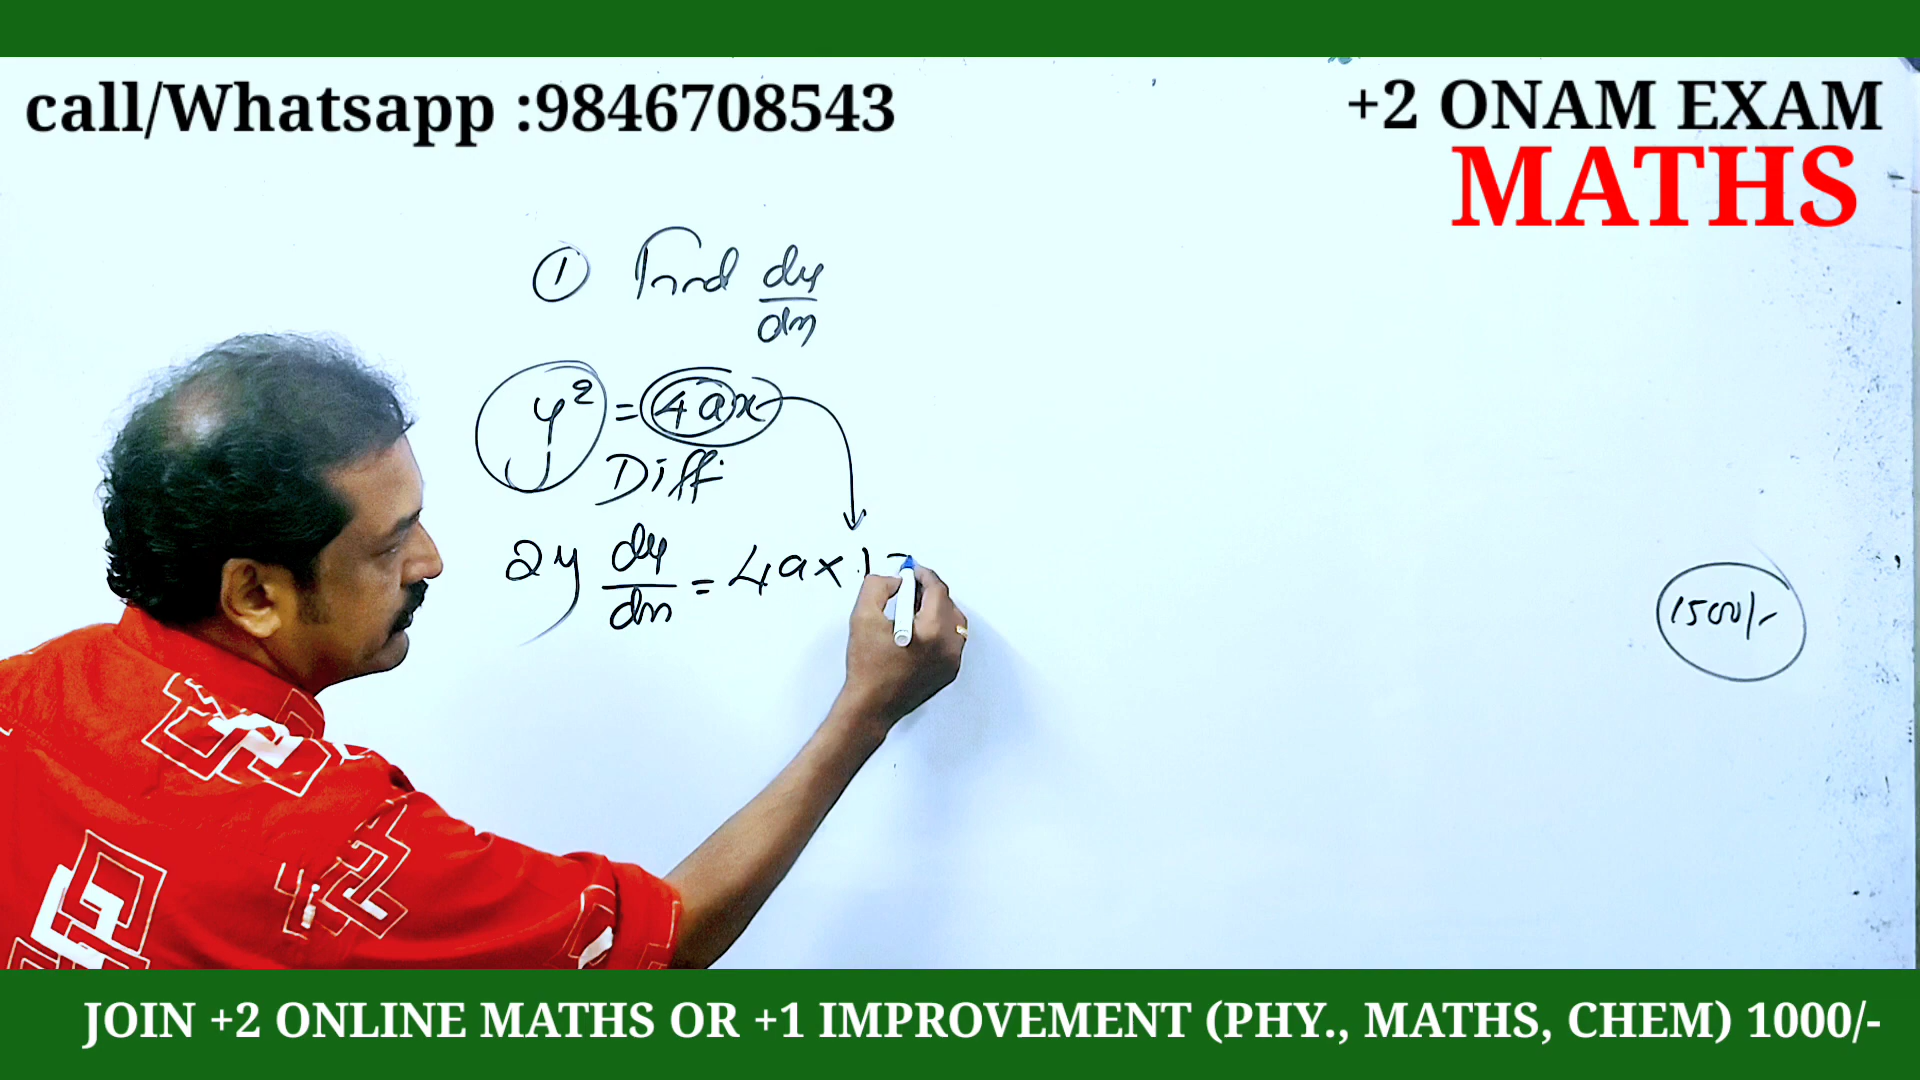 call/Whatsapp :9846708543
+2 ONAM EXAM
MATHS
① Find dy/dx
y² = 4ax
Diff
2y dy/dx = 4a×1 =
1500/-
JOIN +2 ONLINE MATHS OR +1 IMPROVEMENT (PHY., MATHS, CHEM) 1000/-